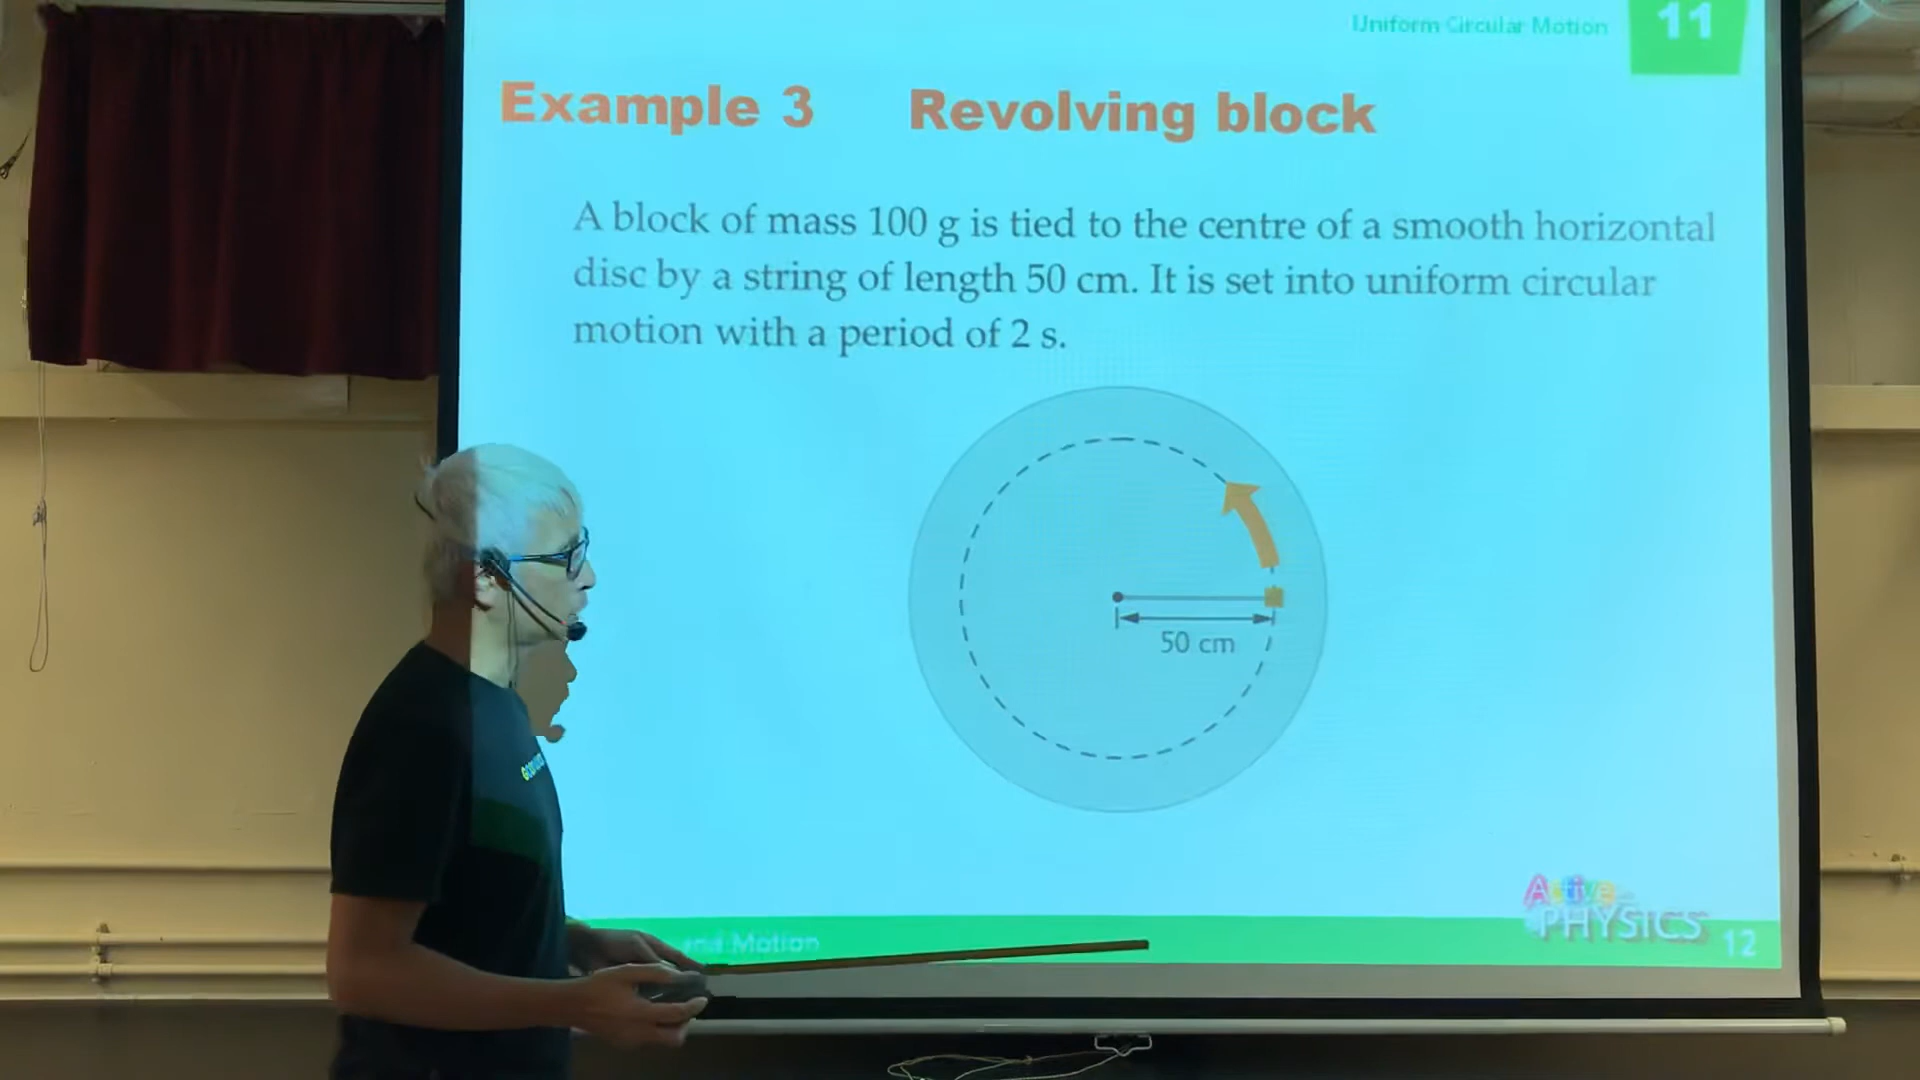 Uniform Circular Motion
11
Example 3 Revolving block
A block of mass 100 g is tied to the centre of a smooth horizontal
disc by a string of length 50 cm. It is set into uniform circular
motion with a period of 2 s.
50 cm
Active
PHYSICS
and Motion
12